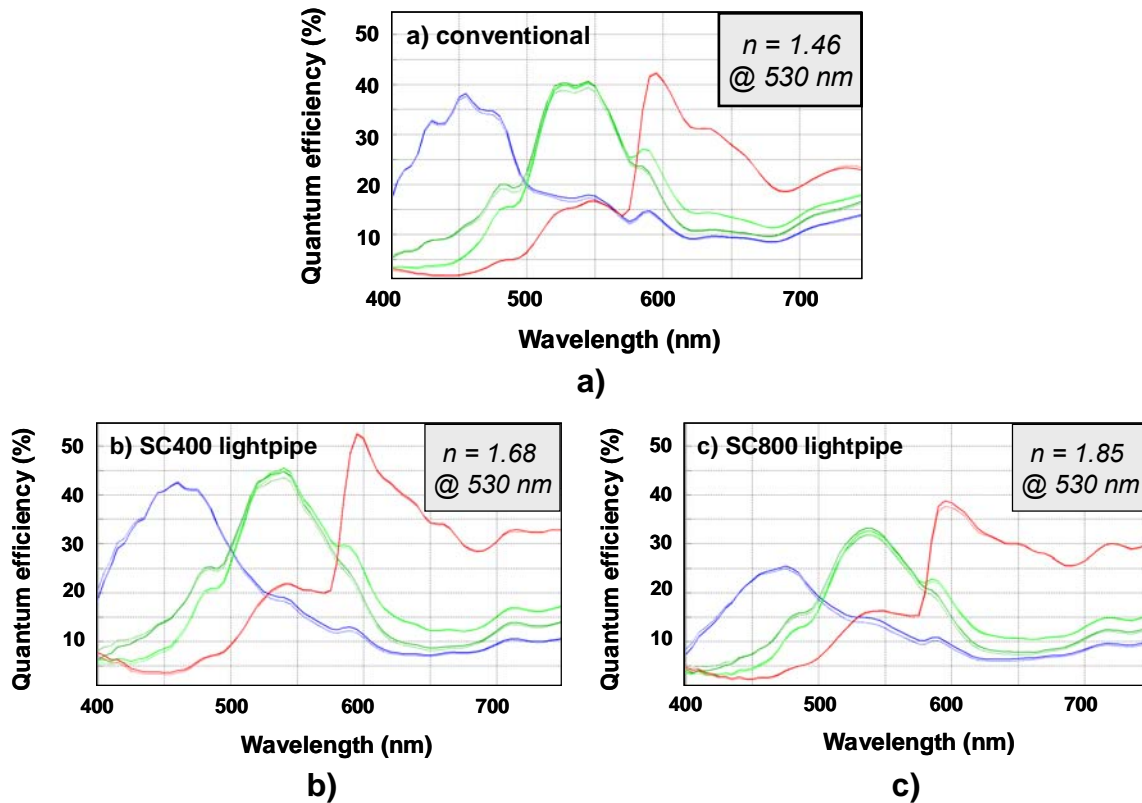 a) conventional
n = 1.46
@ 530 nm
Quantum efficiency (%)
50
40
30
20
10
400
500
600
700
Wavelength (nm)
a)
b) SC400 lightpipe
n = 1.68
@ 530 nm
Quantum efficiency (%)
50
40
30
20
10
400
500
600
700
Wavelength (nm)
b)
c) SC800 lightpipe
n = 1.85
@ 530 nm
Quantum efficiency (%)
50
40
30
20
10
400
500
600
700
Wavelength (nm)
c)